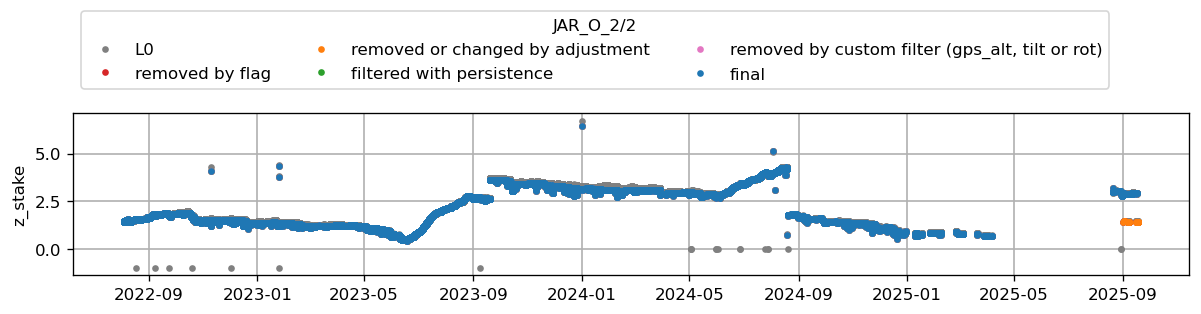 JAR_O_2/2
L0
removed or changed by adjustment
removed by custom filter (gps_alt, tilt or rot)
removed by flag
filtered with persistence
final
z_stake
5.0
2.5
0.0
2022-09
2023-01
2023-05
2023-09
2024-01
2024-05
2024-09
2025-01
2025-05
2025-09